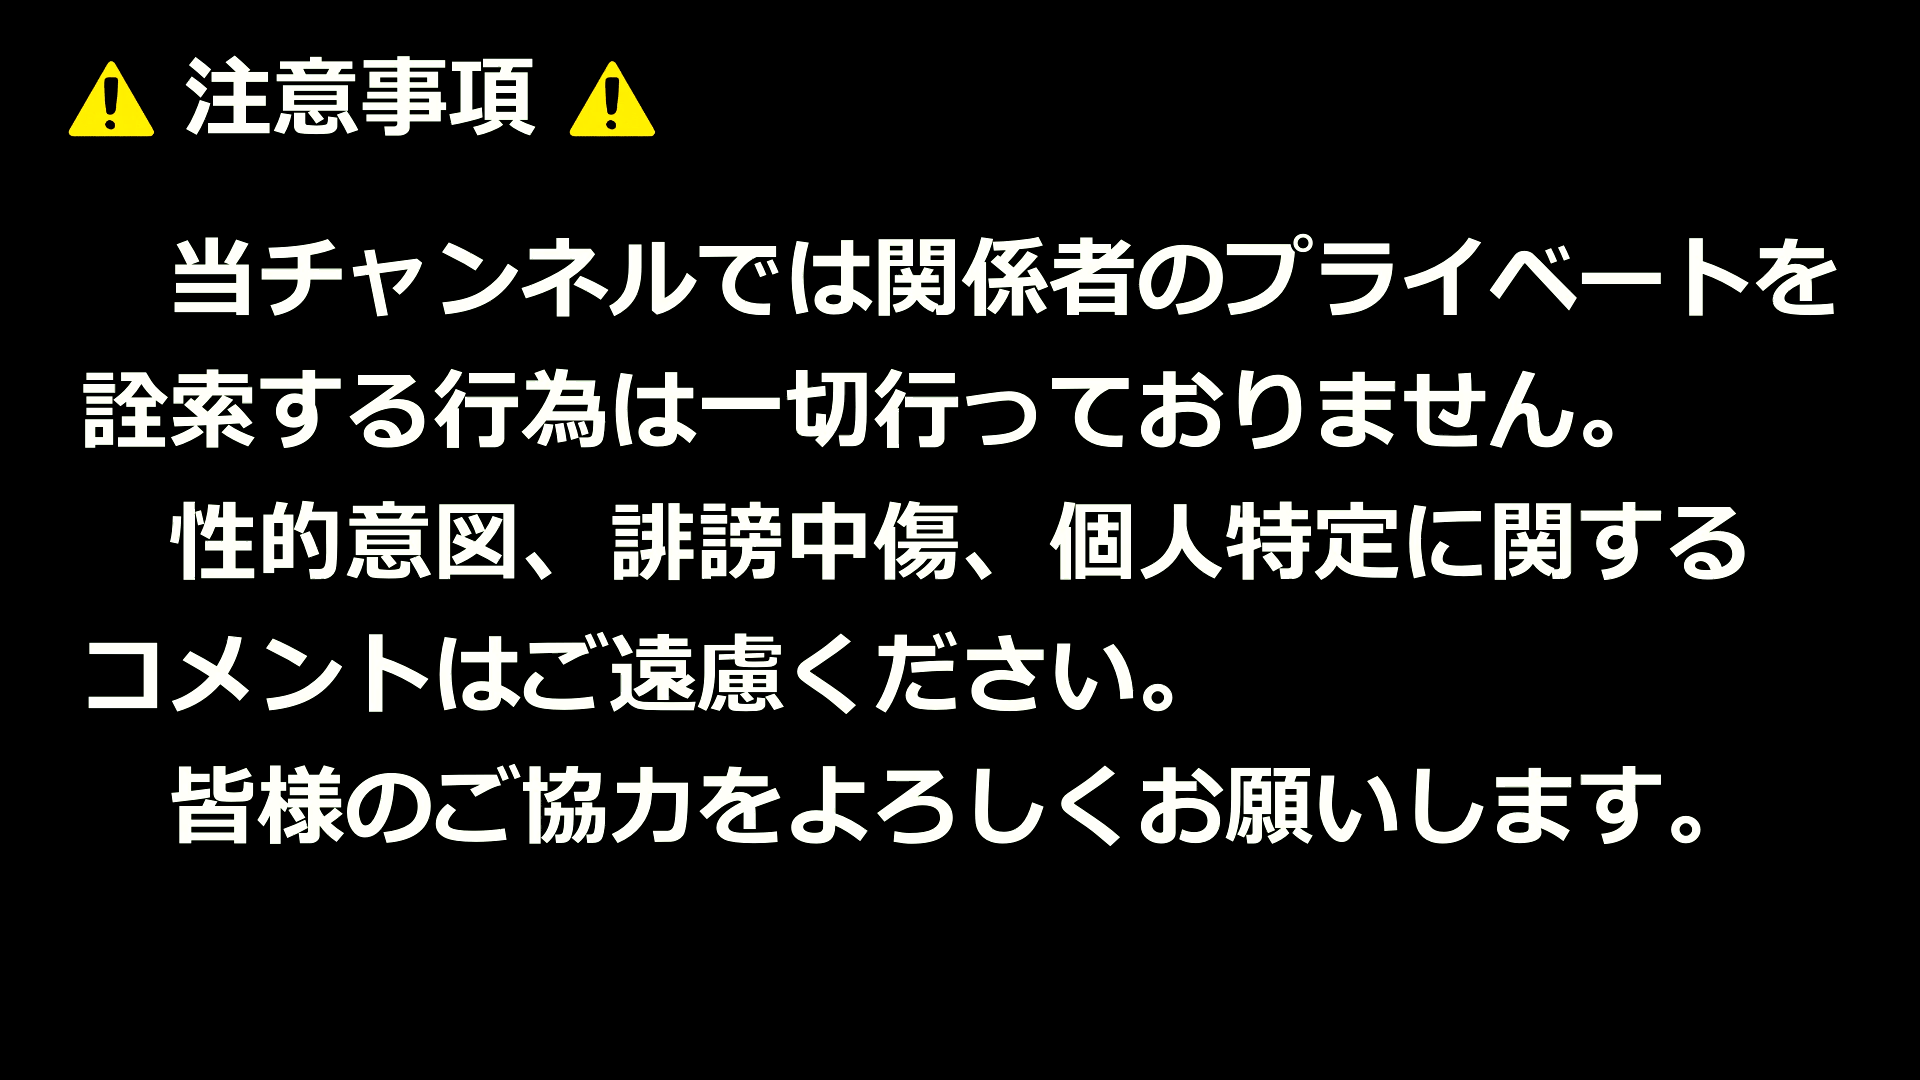 ⚠ 注意事項 ⚠
当チャンネルでは関係者のプライベートを
詮索する行為は一切行っておりません。
性的意図、誹謗中傷、個人特定に関する
コメントはご遠慮ください。
皆様のご協力をよろしくお願いします。